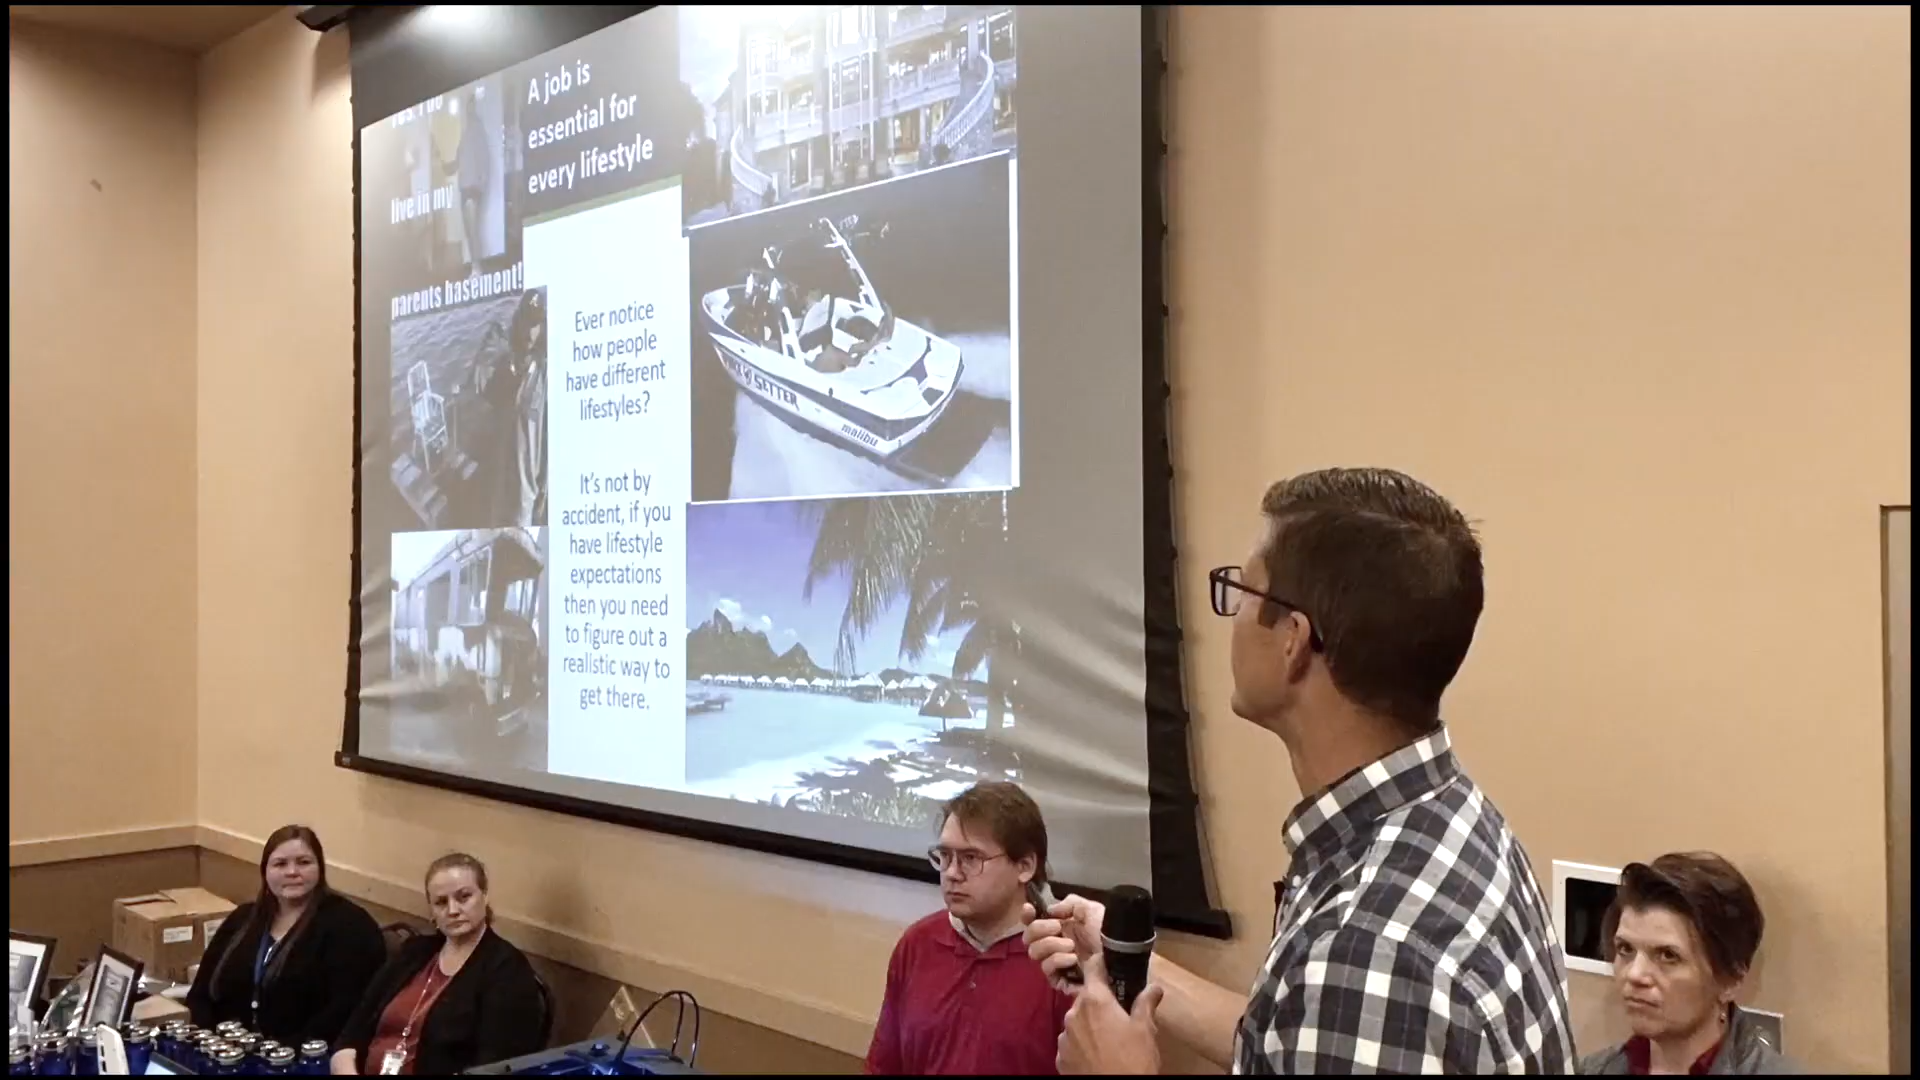 live in my
parents basement!
A job is
essential for
every lifestyle
Ever notice
how people
have different
lifestyles?
It's not by
accident, if you
have lifestyle
expectations
then you need
to figure out a
realistic way to
get there.
SETTER
malibu